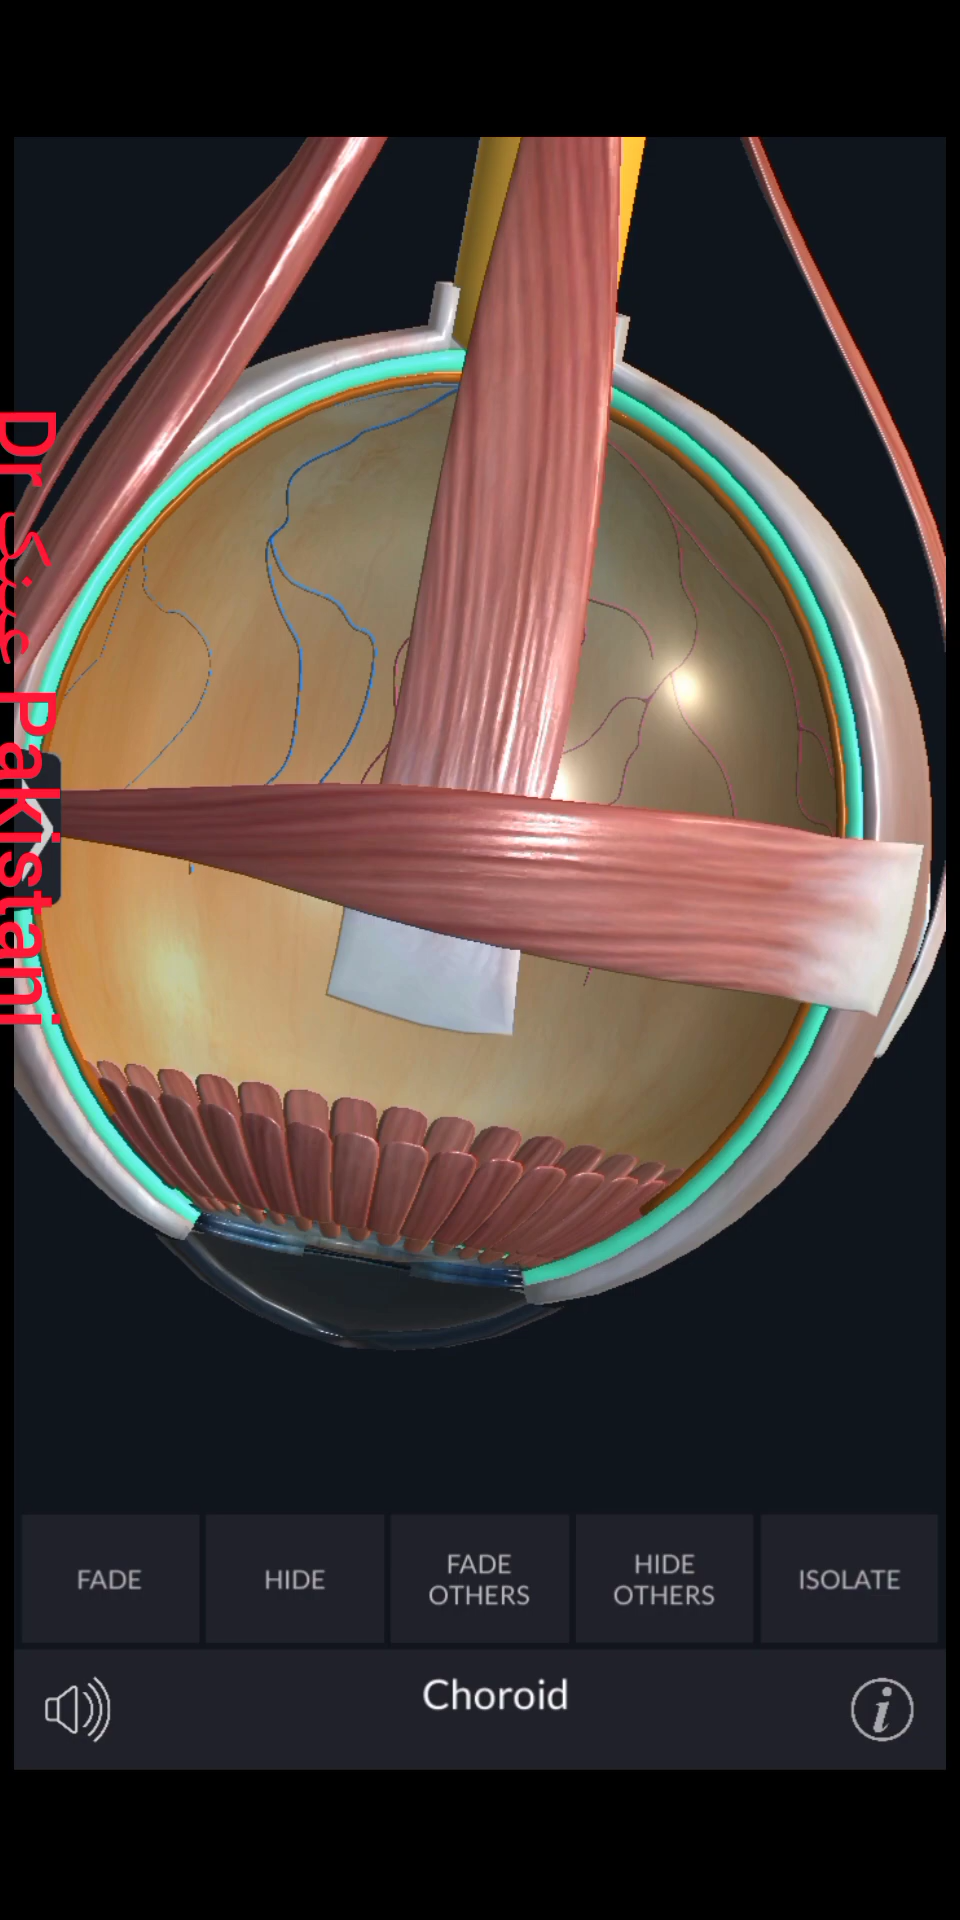 Dr Pakistani
FADE
HIDE
FADE
OTHERS
HIDE
OTHERS
ISOLATE
Choroid